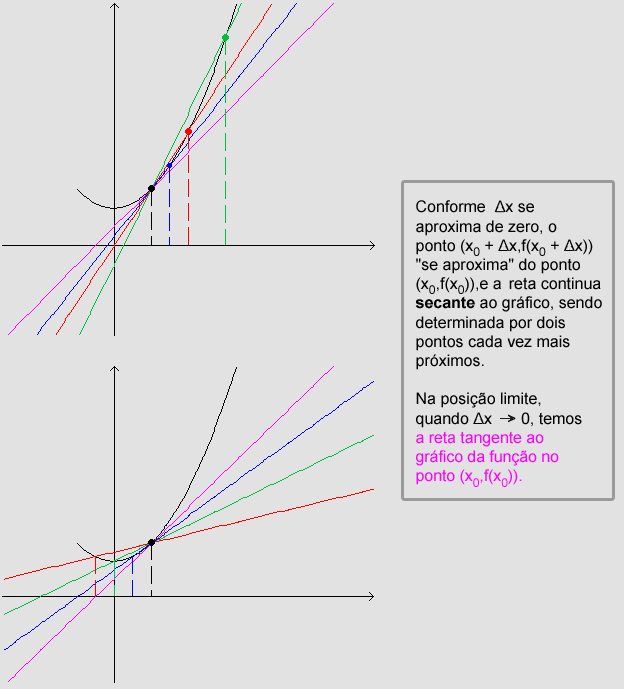 Conforme Δx se
aproxima de zero, o
ponto (x₀ + Δx,f(x₀ + Δx))
"se aproxima" do ponto
(x₀,f(x₀)),e a reta continua
secante ao gráfico, sendo
determinada por dois
pontos cada vez mais
próximos.
Na posição limite,
quando Δx → 0, temos
a reta tangente ao
gráfico da função no
ponto (x₀,f(x₀)).